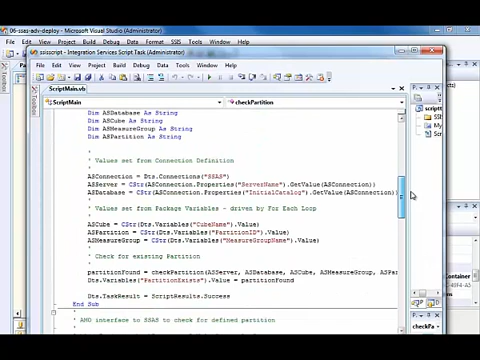 06-ssas-adv-deploy - Microsoft Visual Studio (Administrator)
File Edit View Project Build Debug Data Format SSIS Tools Window Help
ssisscript - Integration Services Script Task (Administrator)
File Edit View Project Build Debug Data Tools Window Help
ScriptMain.vb
ScriptMain
checkPartition
Dim ASDatabase As String
Dim ASCube As String
Dim ASMeasureGroup As String
Dim ASPartition As String
'
' Values set from Connection Definition
'
ASConnection = Dts.Connections("SSAS")
ASServer = CStr(ASConnection.Properties("ServerName").GetValue(ASConnection))
ASDatabase = CStr(ASConnection.Properties("InitialCatalog").GetValue(ASConnection))
'
' Values set from Package Variables - driven by For Each Loop
'
ASCube = CStr(Dts.Variables("CubeName").Value)
ASPartition = CStr(Dts.Variables("PartitionID").Value)
ASMeasureGroup = CStr(Dts.Variables("MeasureGroupName").Value)
'
' Check for existing Partition
'
partitionFound = checkPartition(ASServer, ASDatabase, ASCube, ASMeasureGroup, ASPar
Dts.Variables("PartitionExists").Value = partitionFound
Dts.TaskResult = ScriptResults.Success
End Sub
'
' AMO interface to SSAS to check for defined partition
'